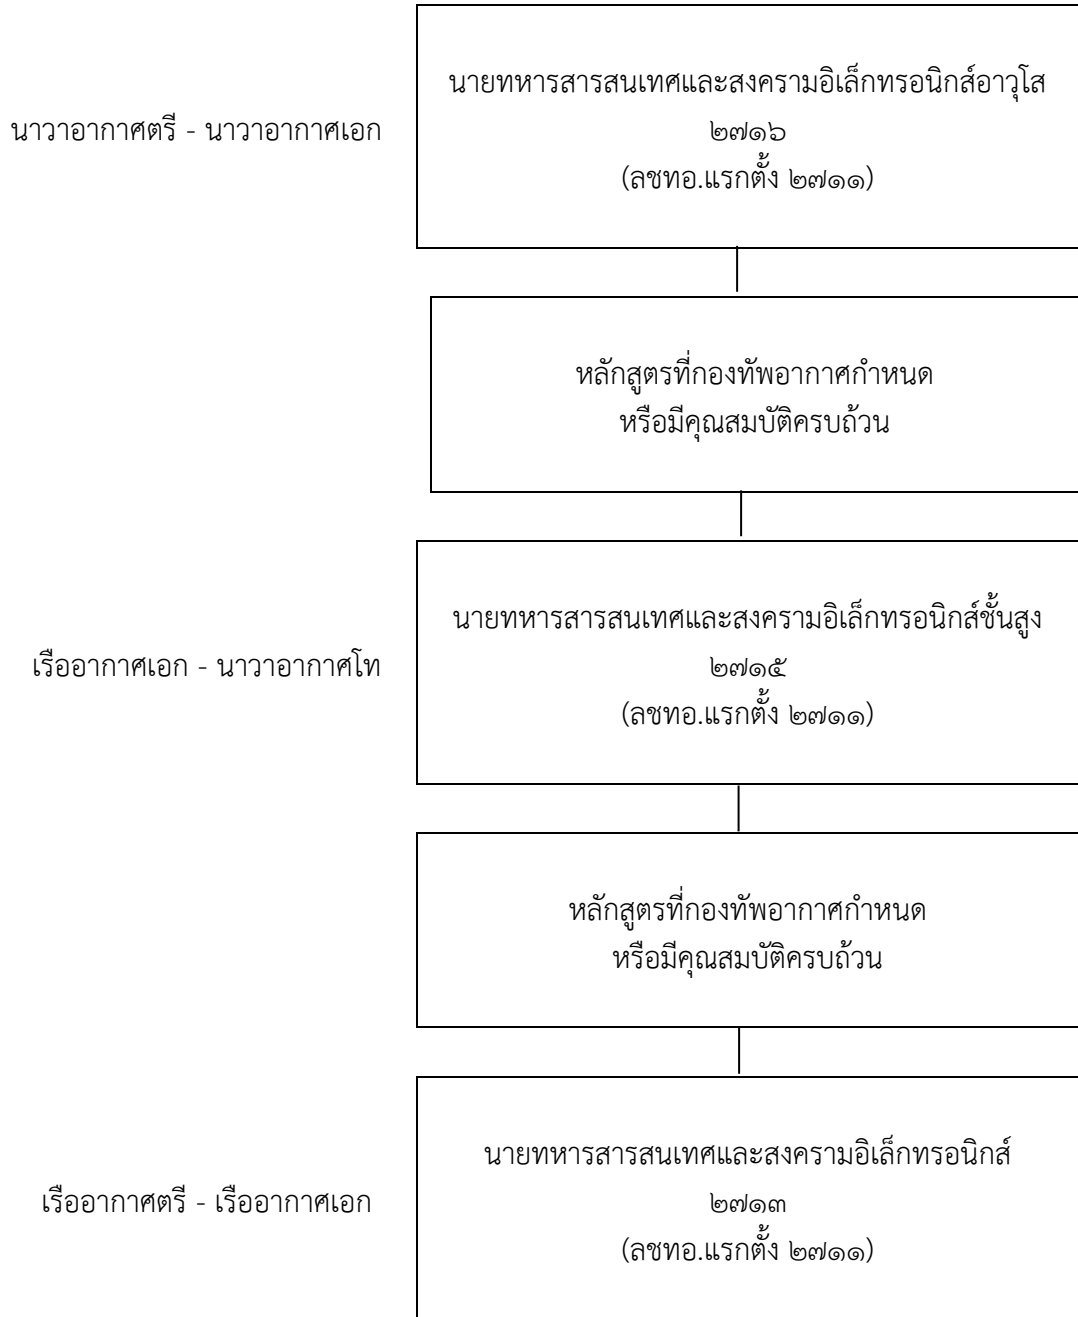 นายทหารสารสนเทศและสงครามอิเล็กทรอนิกส์อาวุโส
นาวาอากาศตรี - นาวาอากาศเอก
๒๗๑๖
(ลชทอ.แรกตั้ง ๒๗๑๑)
หลักสูตรที่กองทัพอากาศกำหนด
หรือมีคุณสมบัติครบถ้วน
นายทหารสารสนเทศและสงครามอิเล็กทรอนิกส์ชั้นสูง
เรืออากาศเอก - นาวาอากาศโท
๒๗๑๕
(ลชทอ.แรกตั้ง ๒๗๑๑)
หลักสูตรที่กองทัพอากาศกำหนด
หรือมีคุณสมบัติครบถ้วน
นายทหารสารสนเทศและสงครามอิเล็กทรอนิกส์
เรืออากาศตรี - เรืออากาศเอก
๒๗๑๓
(ลชทอ.แรกตั้ง ๒๗๑๑)